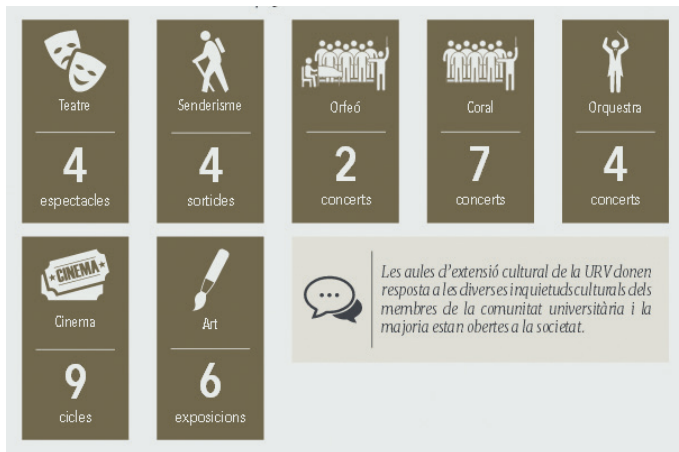 Teatre
4
espectacles
Senderisme
4
sortides
Orfeó
2
concerts
Coral
7
concerts
Orquestra
4
concerts
CINEMA
Cinema
9
cicles
Art
6
exposicions
Les aules d'extensió cultural de la URV donen
resposta a les diverses inquietuds culturals dels
membres de la comunitat universitària i la
majoria estan obertes a la societat.